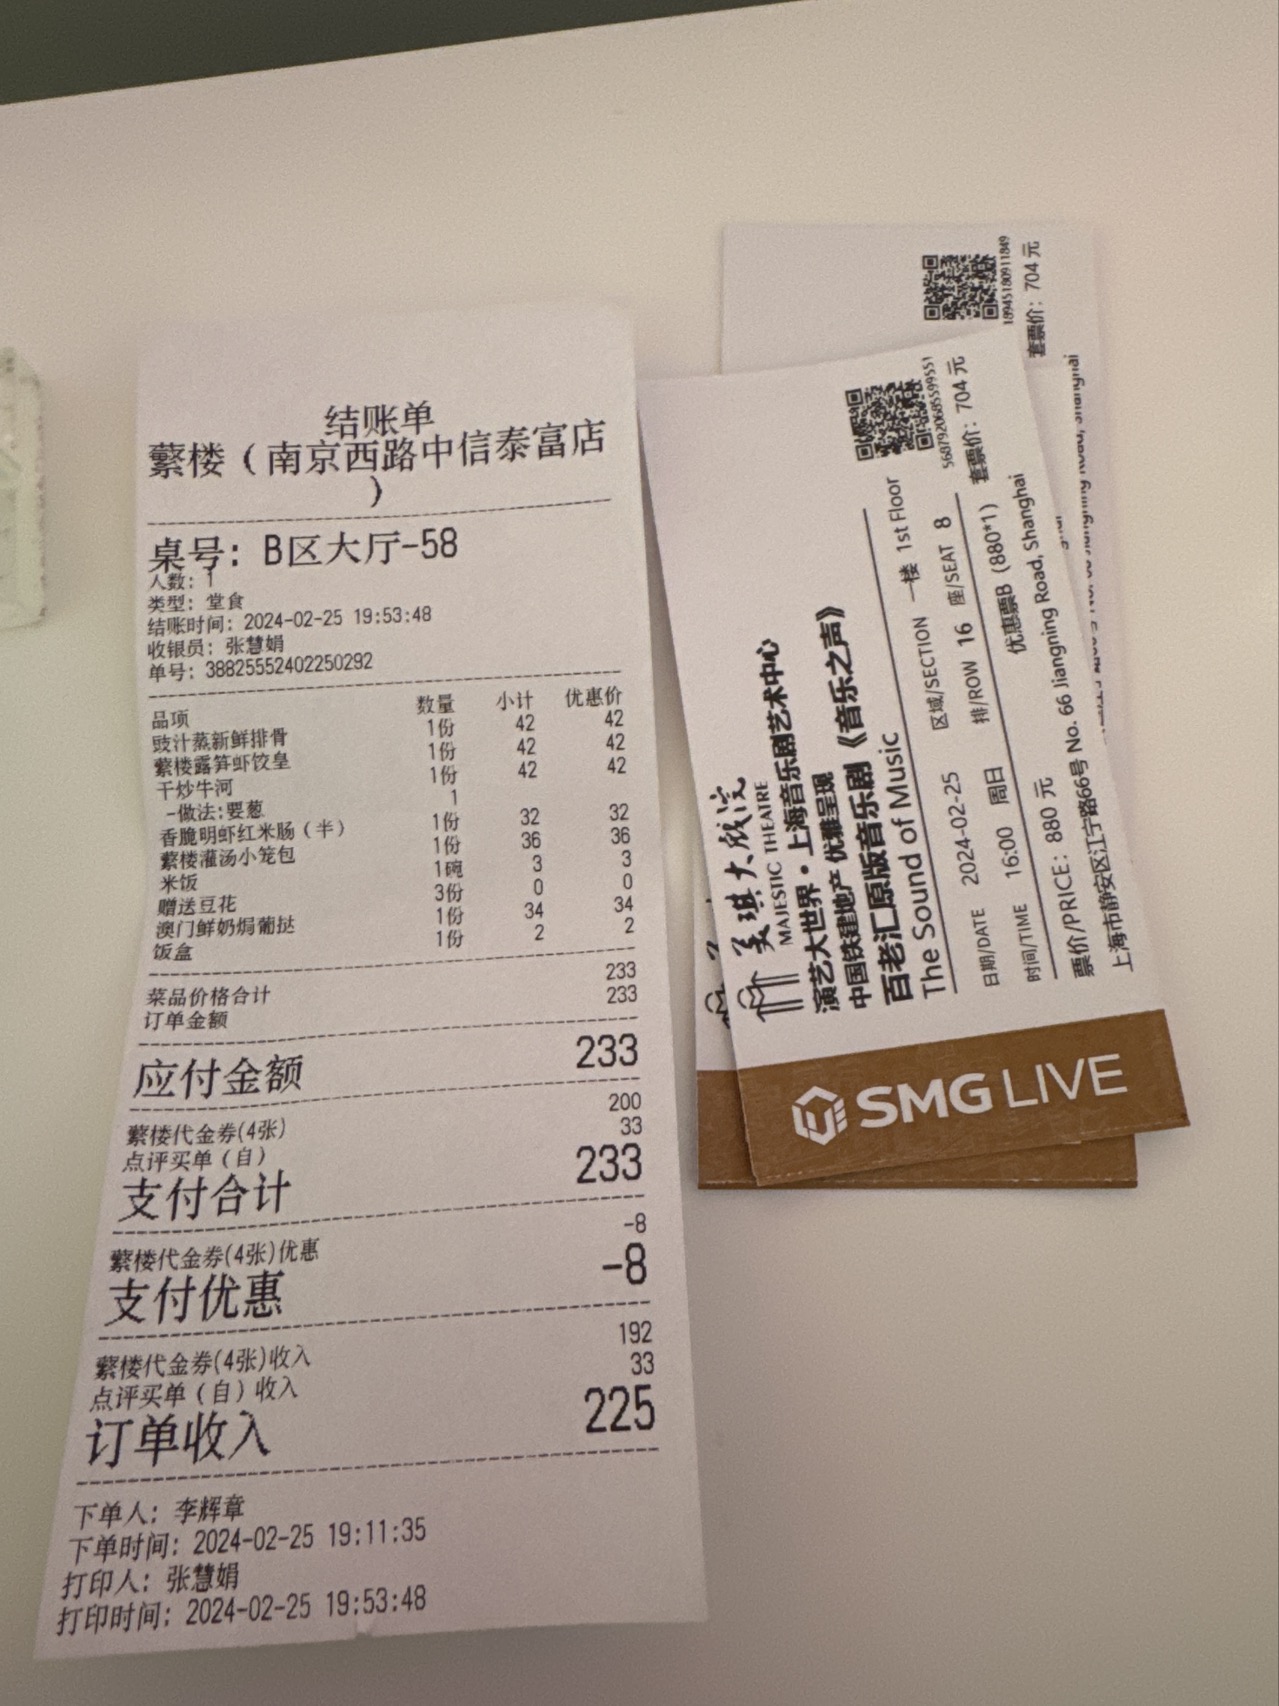 结账单
蘩楼（南京西路中信泰富店
）
桌号: B区大厅-58
人数: 1
类型: 堂食
结账时间: 2024-02-25 19:53:48
收银员: 张慧娟
单号: 38825552402250292
品项 数量 小计 优惠价
豉汁蒸新鲜排骨 1份 42 42
蘩楼露笋虾饺皇 1份 42 42
干炒牛河 1份 42 42
-做法:要葱 1
香脆明虾红米肠（半） 1份 32 32
蘩楼灌汤小笼包 1份 36 36
米饭 1碗 3 3
赠送豆花 3份 0 0
澳门鲜奶焗葡挞 1份 34 34
饭盒 1份 2 2
菜品价格合计 233
订单金额 233
应付金额 233
蘩楼代金券(4张) 200
点评买单（自） 33
支付合计 233
蘩楼代金券(4张)优惠 -8
支付优惠 -8
蘩楼代金券(4张)收入 192
点评买单（自）收入 33
订单收入 225
下单人: 李辉章
下单时间: 2024-02-25 19:11:35
打印人: 张慧娟
打印时间: 2024-02-25 19:53:48
美琪大戏院
MAJESTIC THEATRE
演艺大世界·上海音乐剧艺术中心
中国铁建地产 优雅呈现
百老汇原版音乐剧《音乐之声》
The Sound of Music
区域/SECTION 一楼 1st Floor
日期/DATE 2024-02-25 排/ROW 16 座/SEAT 8
时间/TIME 16:00 周日
优惠票B（880*1） 套票价: 704 元
票价/PRICE: 880 元
上海市静安区江宁路66号 No. 66 Jiangning Road, Shanghai
SMG LIVE
18945180911849
套票价: 704 元